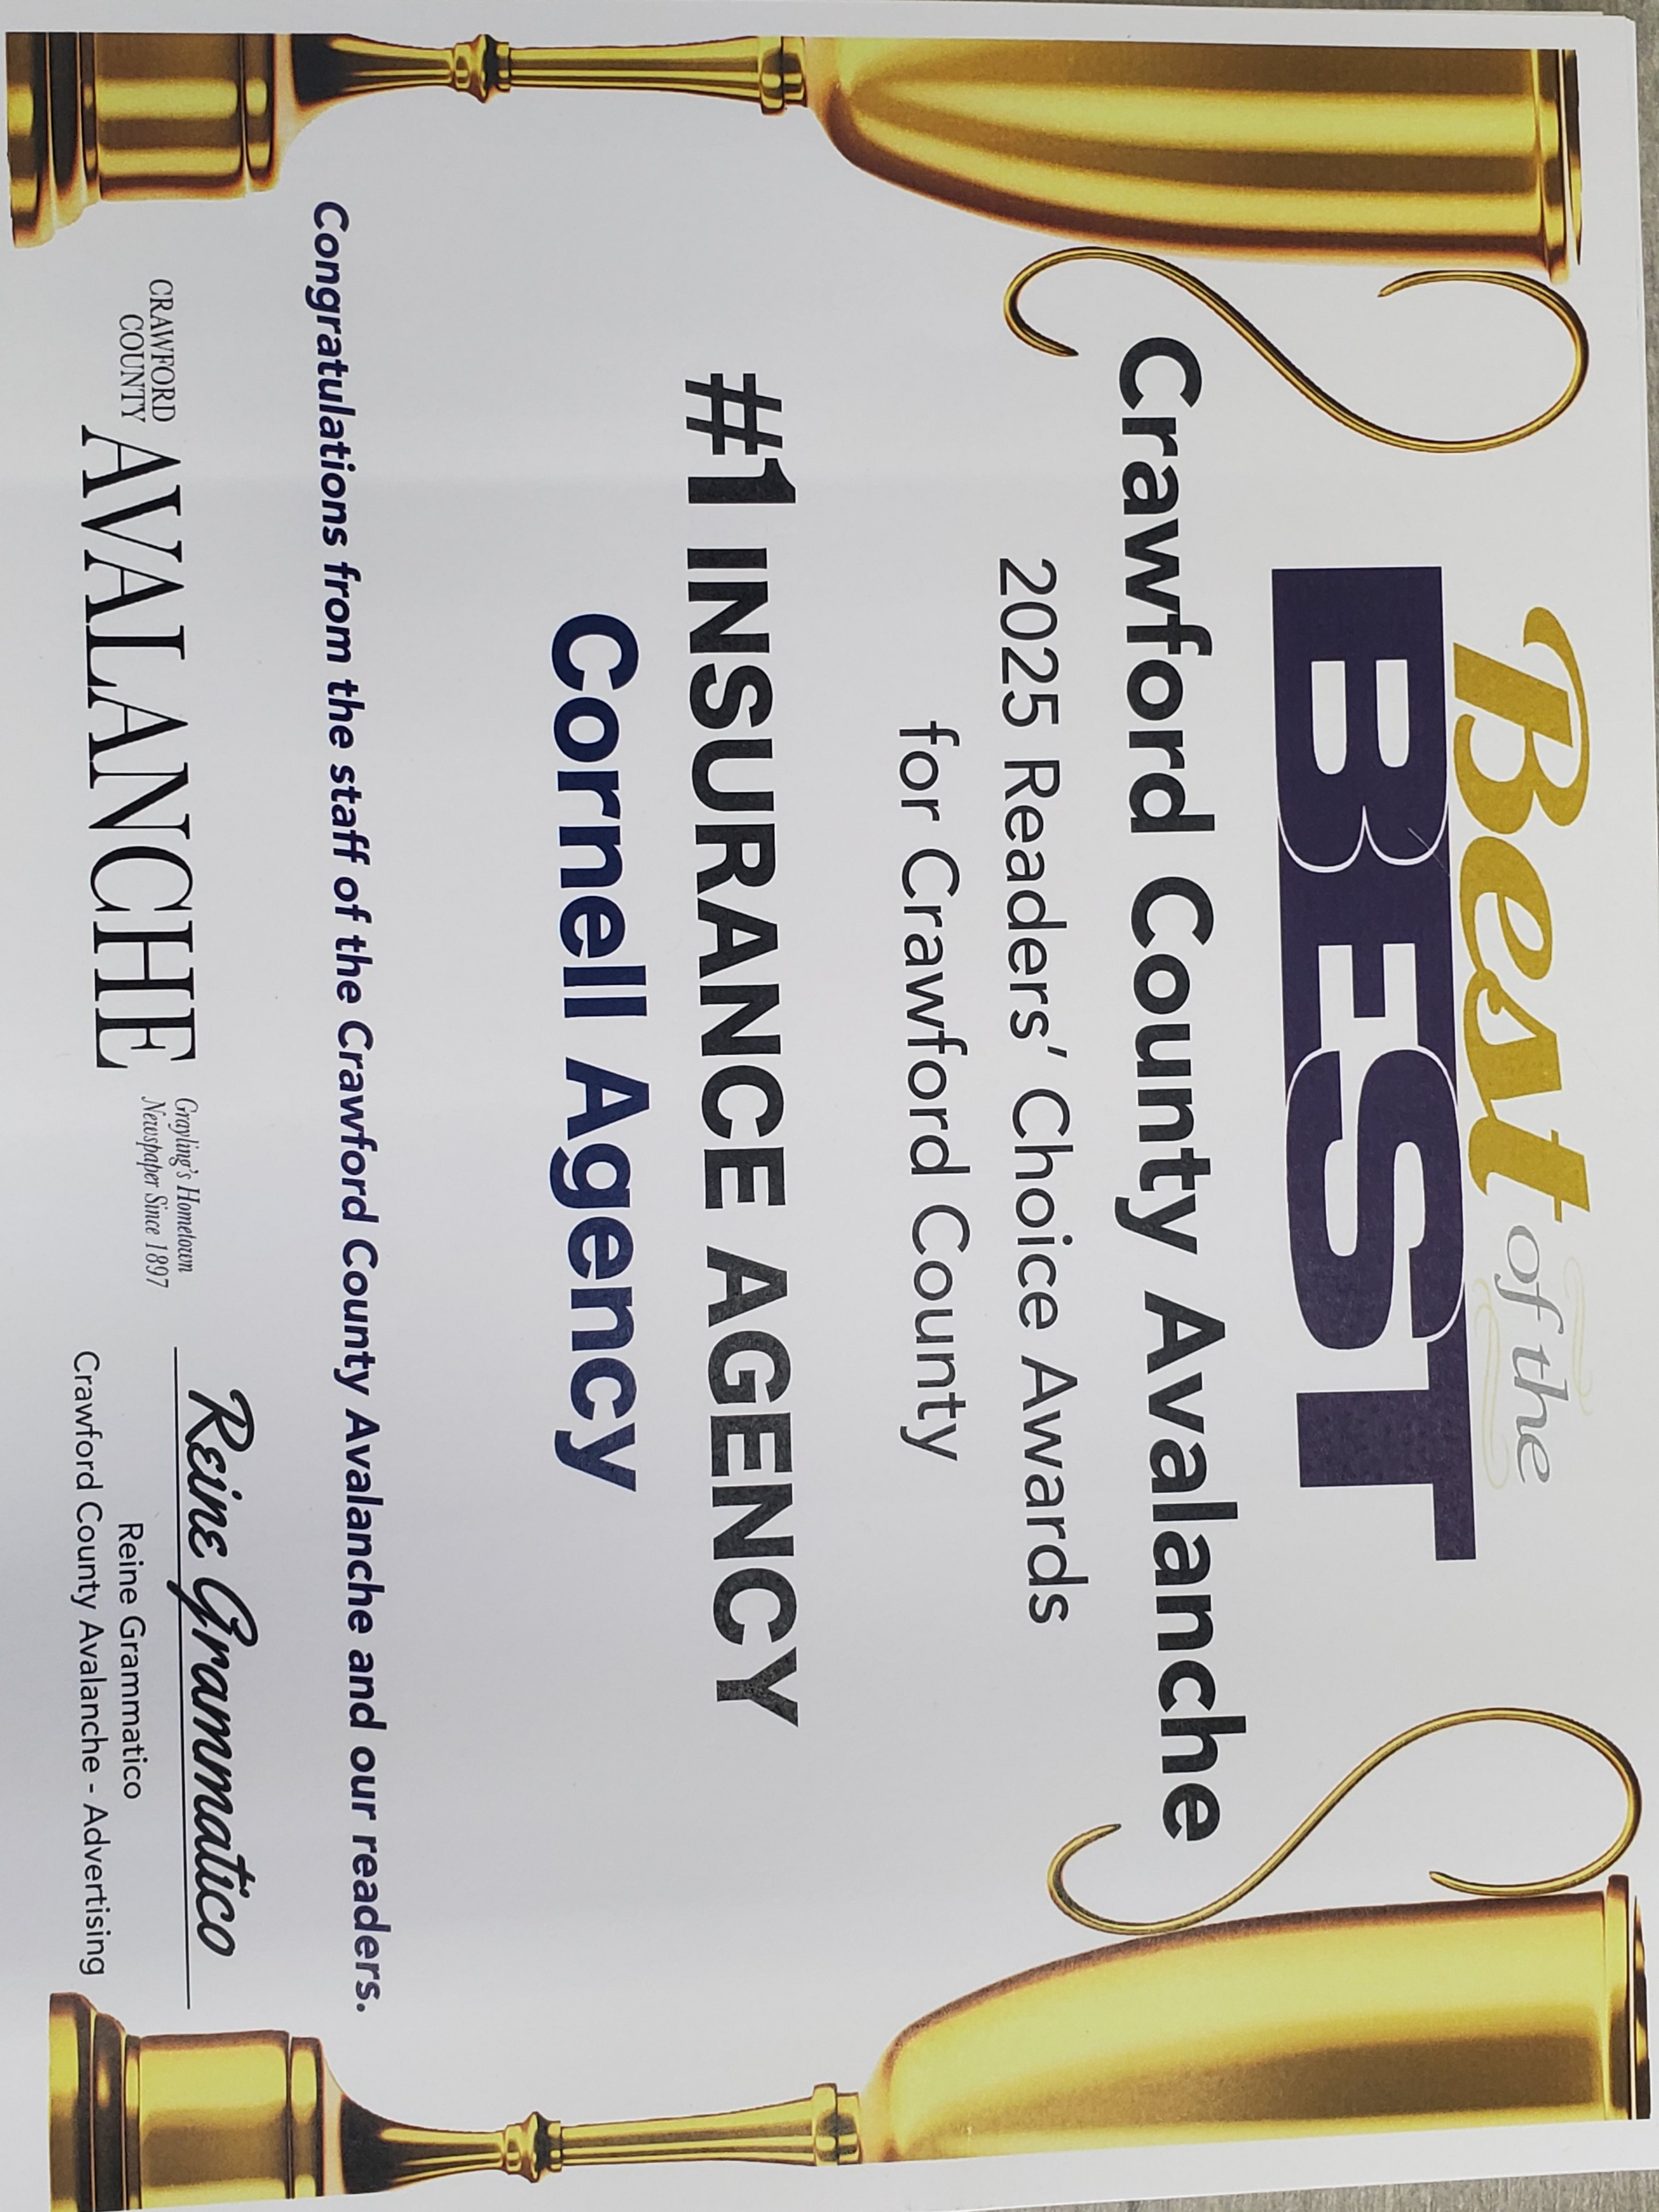 Best of the
BEST
Crawford County Avalanche
2025 Readers' Choice Awards
for Crawford County
#1 INSURANCE AGENCY
Cornell Agency
Congratulations from the staff of the Crawford County Avalanche and our readers.
CRAWFORD
COUNTY
AVALANCHE
Grayling's Hometown
Newspaper Since 1897
Reine Grammatico
Reine Grammatico
Crawford County Avalanche - Advertising